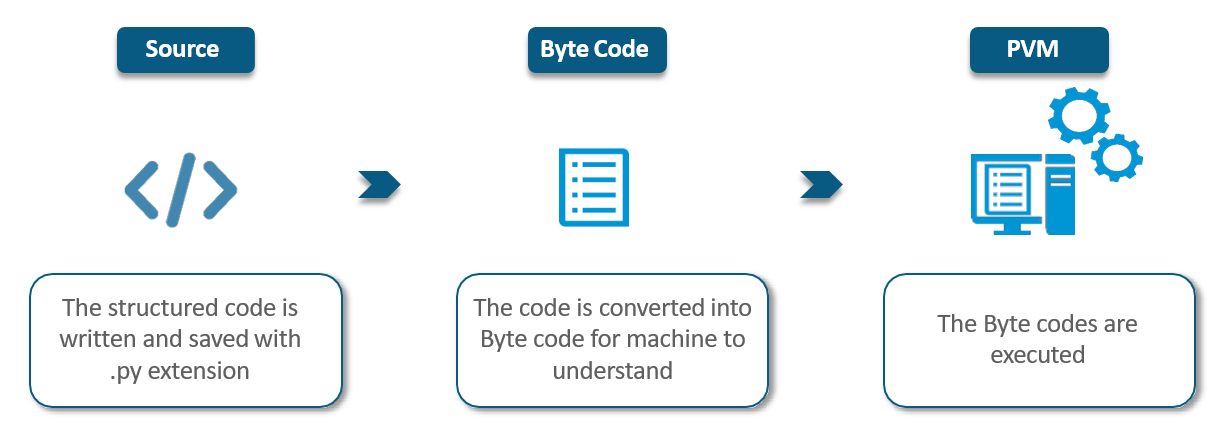 Source
Byte Code
PVM
The structured code is
written and saved with
.py extension
The code is converted into
Byte code for machine to
understand
The Byte codes are
executed